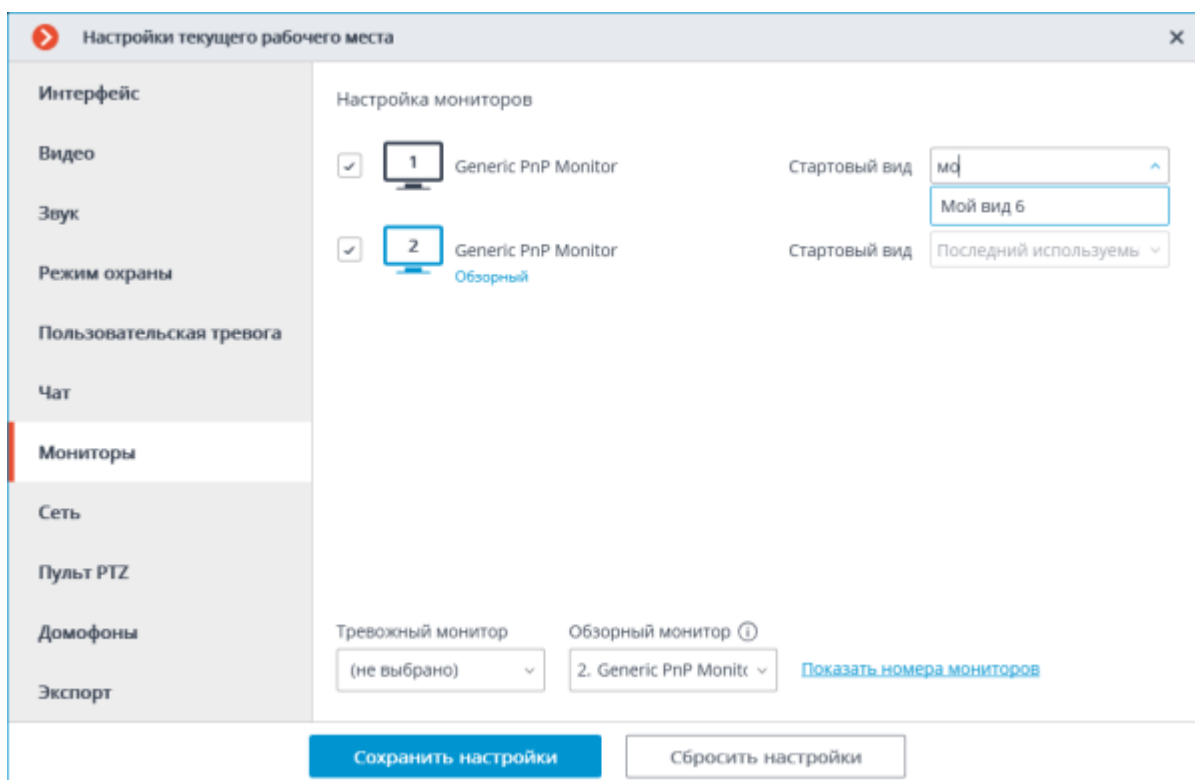 Настройки текущего рабочего места
Интерфейс
Видео
Звук
Режим охраны
Пользовательская тревога
Чат
Мониторы
Сеть
Пульт PTZ
Домофоны
Экспорт
Настройка мониторов
1 Generic PnP Monitor Стартовый вид мо
Мой вид 6
2 Generic PnP Monitor Стартовый вид Последний используемы
Обзорный
Тревожный монитор Обзорный монитор
(не выбрано) 2. Generic PnP Monitc Показать номера мониторов
Сохранить настройки Сбросить настройки